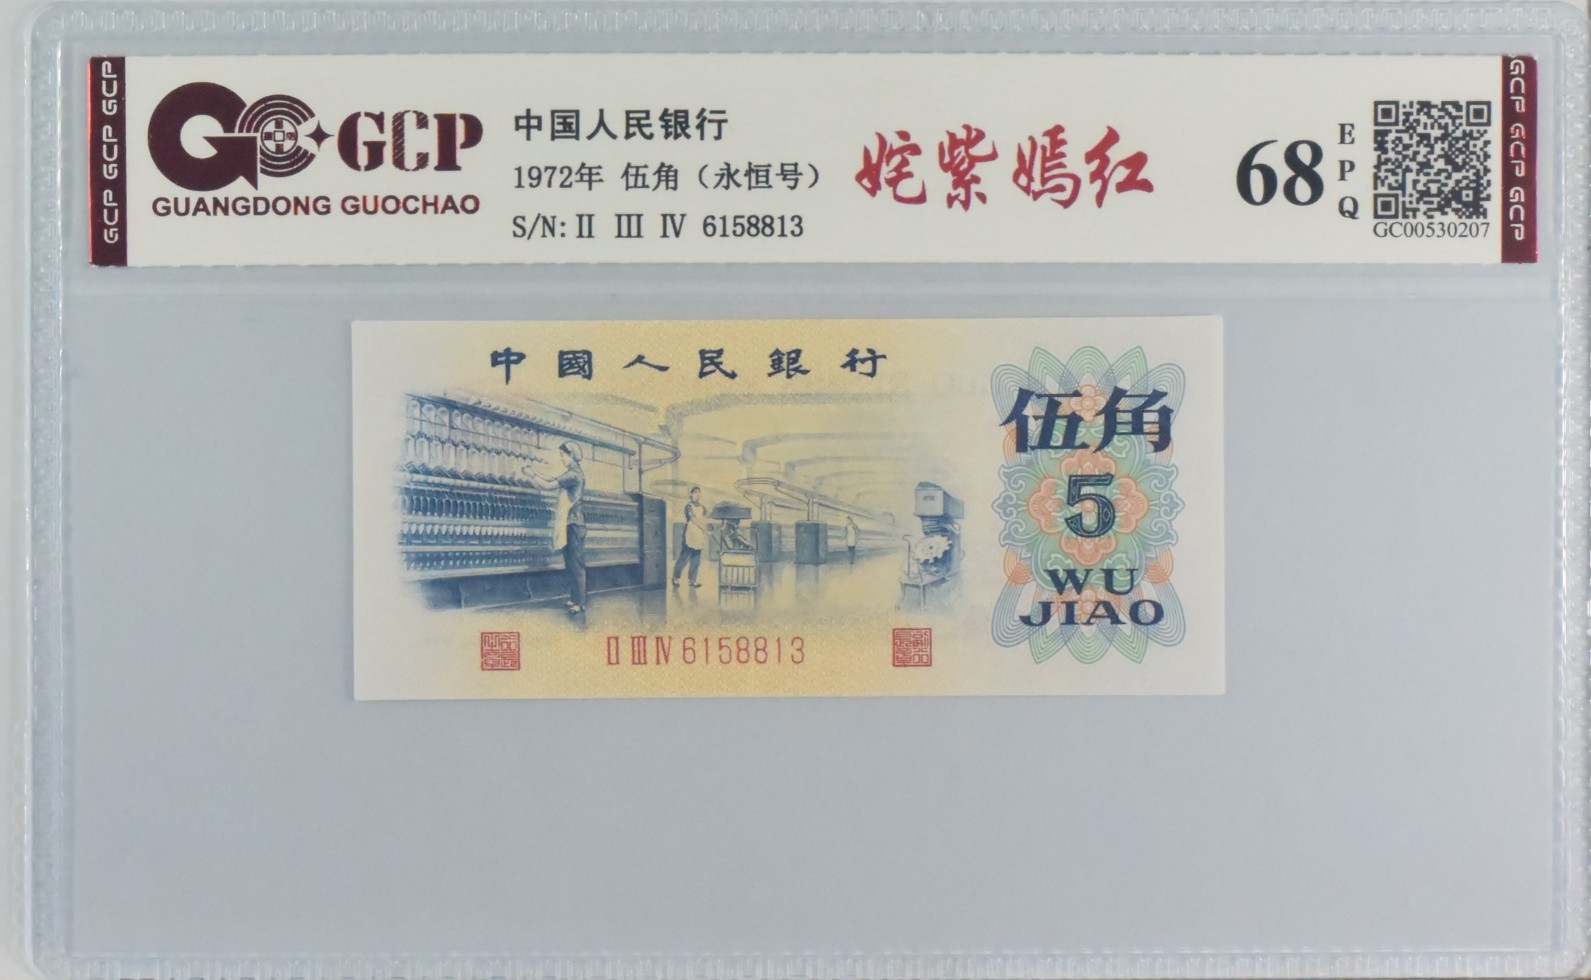 GCP GCP GCP
GCP
GUANGDONG GUOCHAO
中国人民银行
1972年 伍角（永恒号）
S/N: Ⅱ Ⅲ Ⅳ 6158813
姹紫嫣红
68
EPQ
GC00530207
GCP GCP GCP
中國人民銀行
伍角
5
WU
JIAO
Ⅱ Ⅲ Ⅳ 6158813